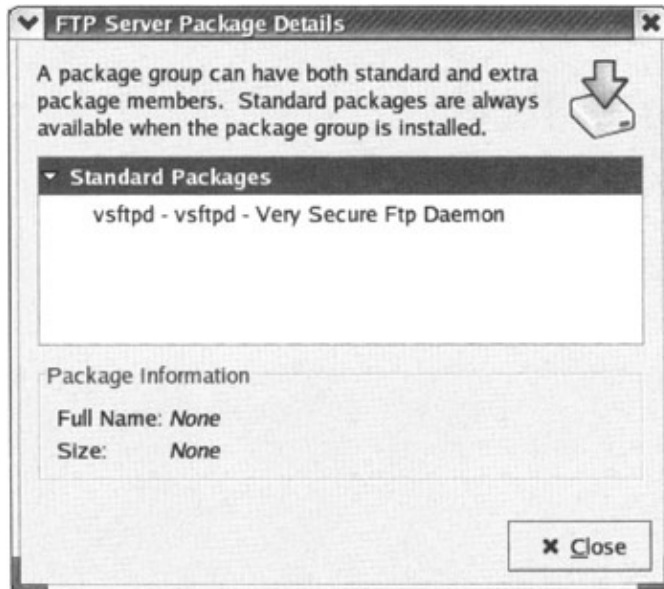 FTP Server Package Details
A package group can have both standard and extra
package members. Standard packages are always
available when the package group is installed.
Standard Packages
vsftpd - vsftpd - Very Secure Ftp Daemon
Package Information
Full Name: None
Size: None
Close